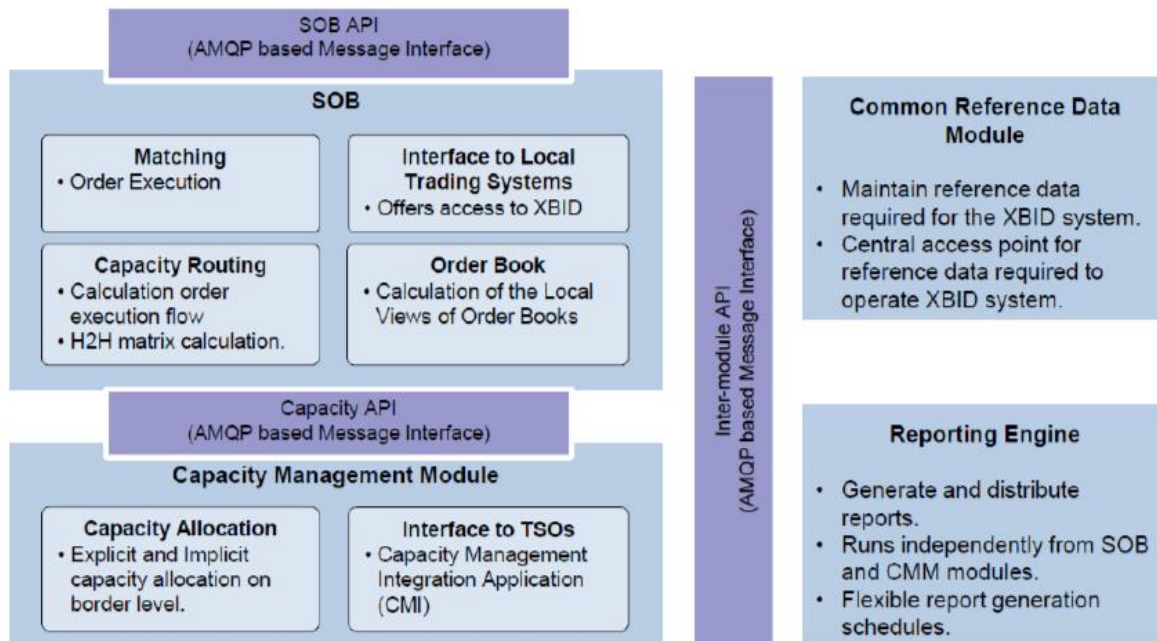 SOB API
(AMQP based Message Interface)
SOB
Matching
• Order Execution
Interface to Local
Trading Systems
• Offers access to XBID
Capacity Routing
• Calculation order
execution flow
• H2H matrix calculation.
Order Book
• Calculation of the Local
Views of Order Books
Capacity API
(AMQP based Message Interface)
Capacity Management Module
Capacity Allocation
• Explicit and Implicit
capacity allocation on
border level.
Interface to TSOs
• Capacity Management
Integration Application
(CMI)
Inter-module API
(AMQP based Message Interface)
Common Reference Data
Module
• Maintain reference data
required for the XBID system.
• Central access point for
reference data required to
operate XBID system.
Reporting Engine
• Generate and distribute
reports.
• Runs independently from SOB
and CMM modules.
• Flexible report generation
schedules.